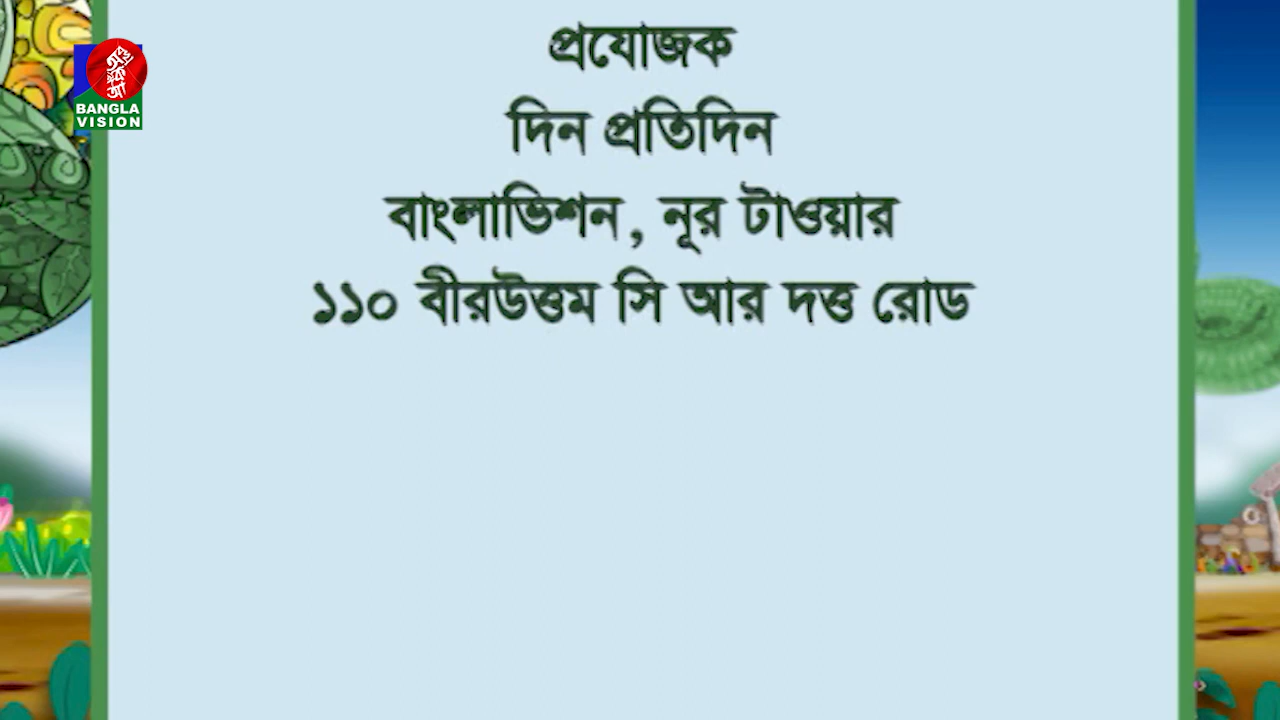 প্রযোজক
দিন প্রতিদিন
বাংলাভিশন, নূর টাওয়ার
১১০ বীরউত্তম সি আর দত্ত রোড
BANGLA
VISION